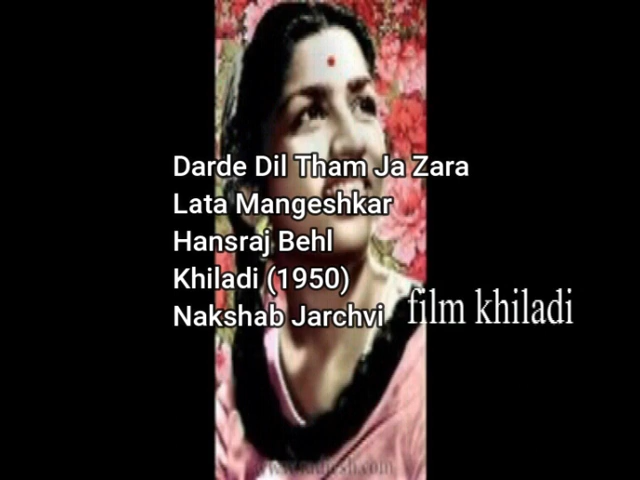 Darde Dil Tham Ja Zara
Lata Mangeshkar
Hansraj Behl
Khiladi (1950)
Nakshab Jarchvi
film khiladi